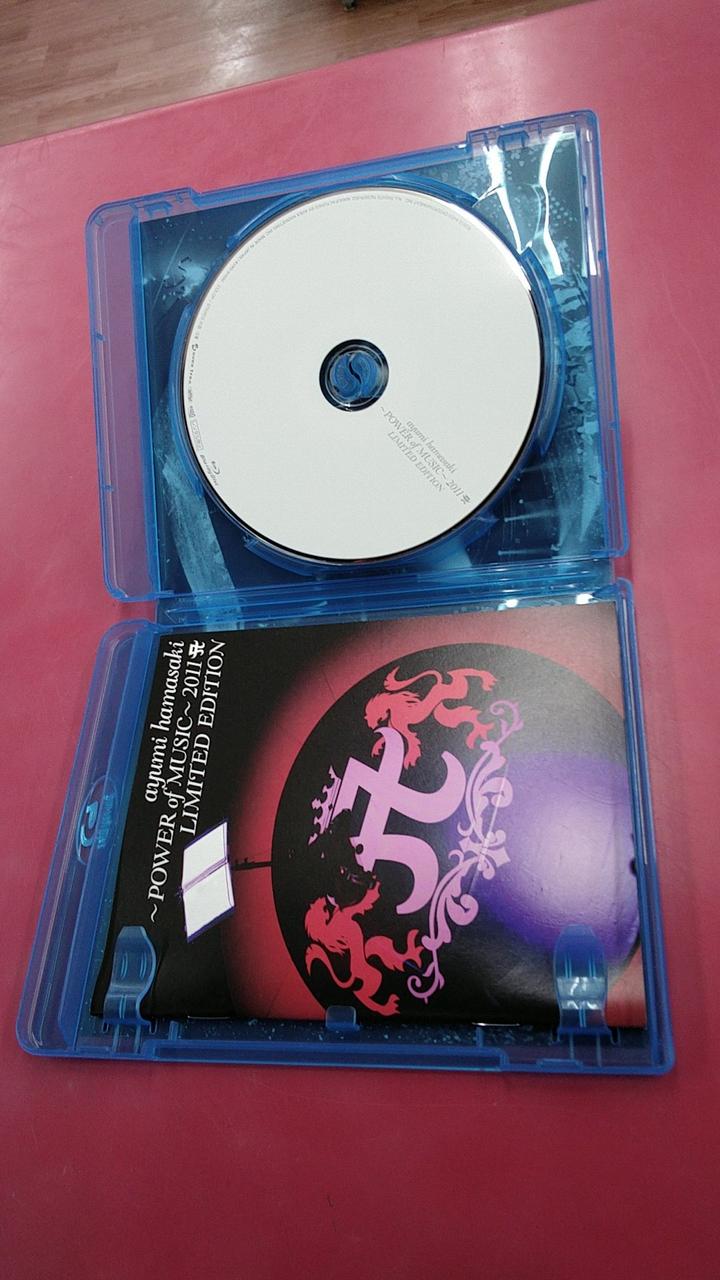 ayumi hamasaki
~POWER of MUSIC~ 2011 A
LIMITED EDITION
ayumi hamasaki
~POWER of MUSIC~ 2011 A
LIMITED EDITION